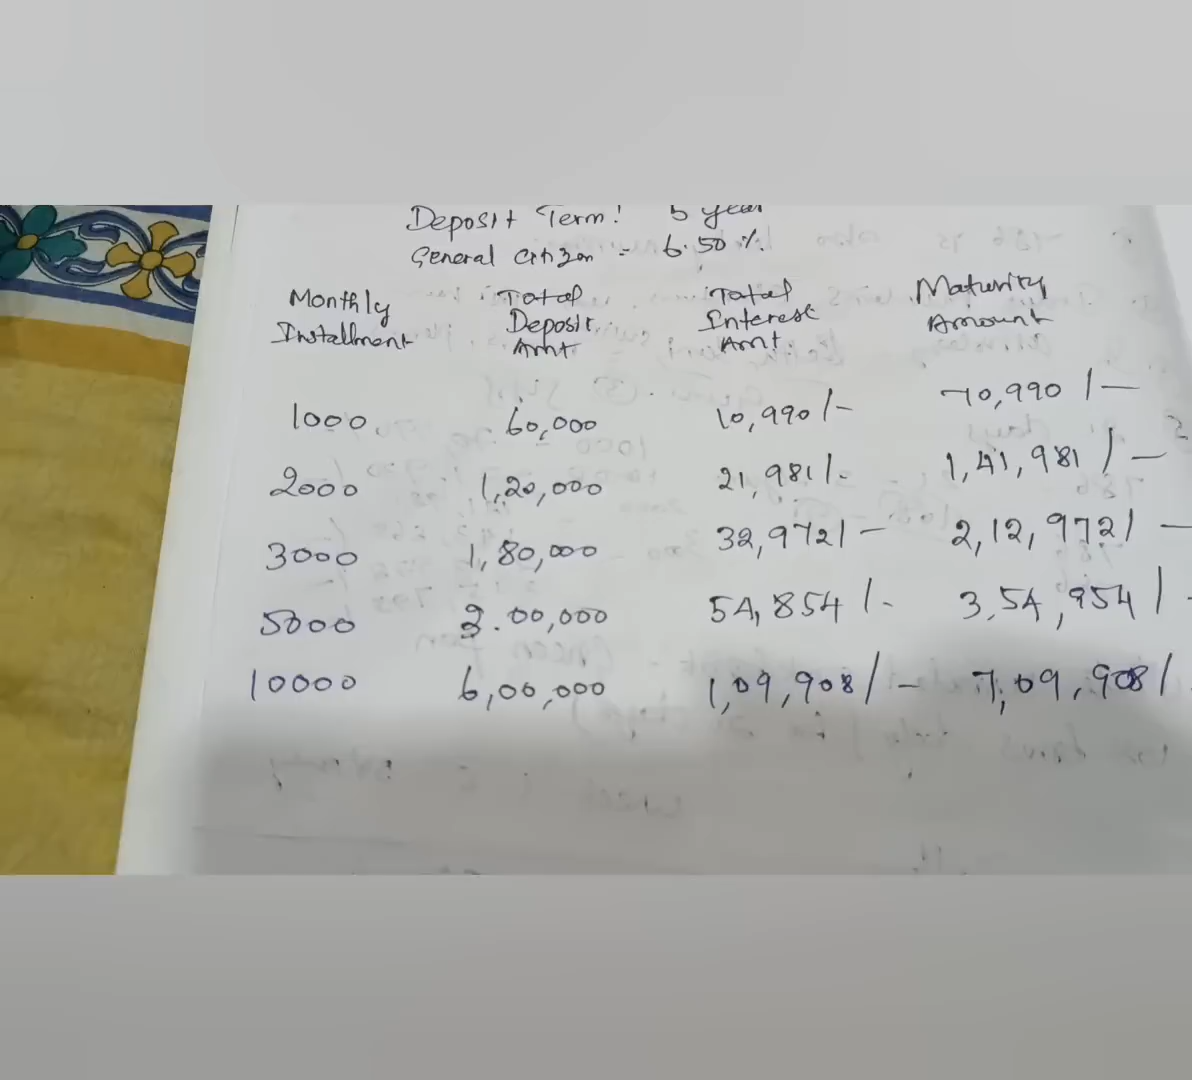 Deposit Term: 5 year
General Citizen - 6.50%.
Monthly Installment Total Deposit Amt Total Interest Amt Maturity Amount
1000 60,000 10,990/- 70,990/-
2000 1,20,000 21,981/- 1,41,981/-
3000 1,80,000 32,972/- 2,12,972/-
5000 3.00,000 54,854/- 3,54,954/-
10000 6,00,000 1,09,908/- 7,09,908/